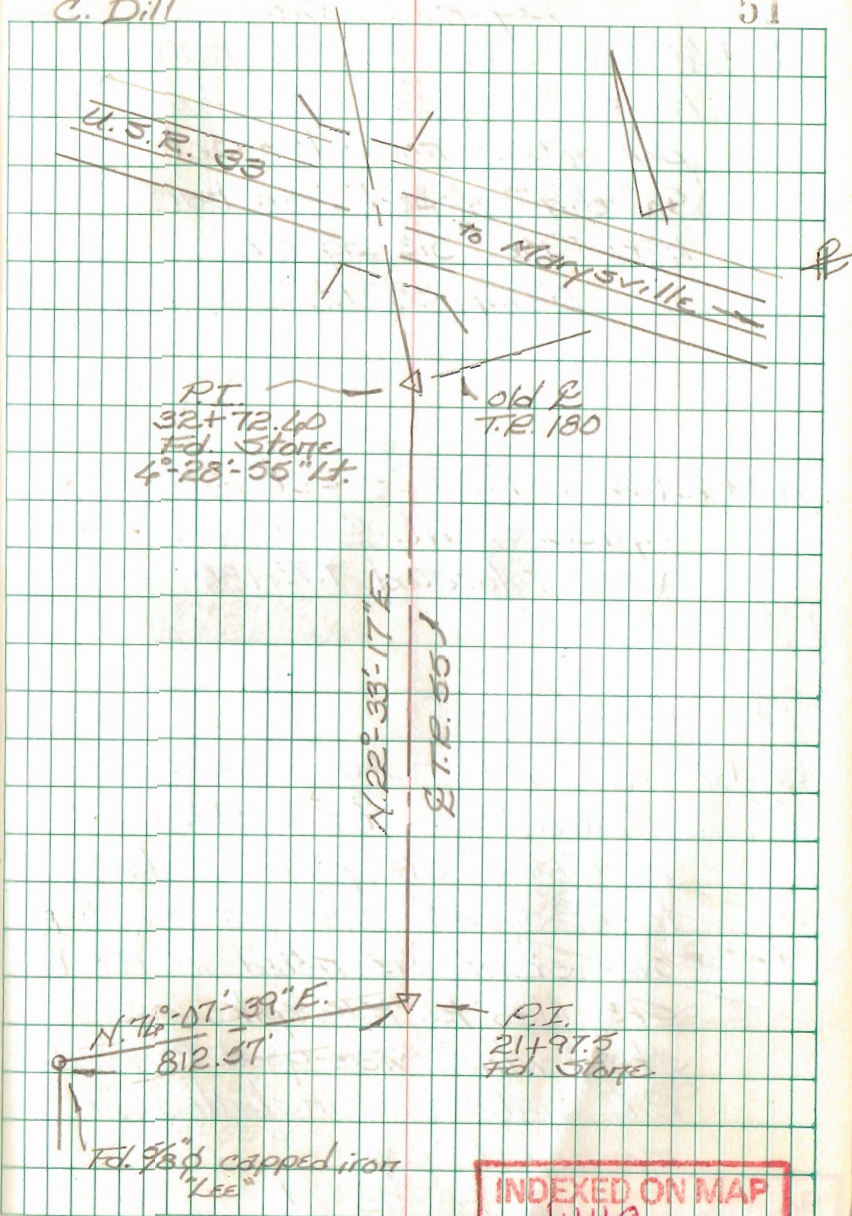 C. Dill
51
U.S.R. 33
to Marysville
P.I.
32+72.60
Fd. Stone
4°-28'-55" Lt.
old ℄
T.R. 180
N.22°-33'-17"E.
℄ T.R. 55
N.76°-07'-39"E.
812.57'
P.I.
21+97.5
Fd. Stone
Fd. 5/8"φ capped iron
"LEE"
INDEXED ON MAP